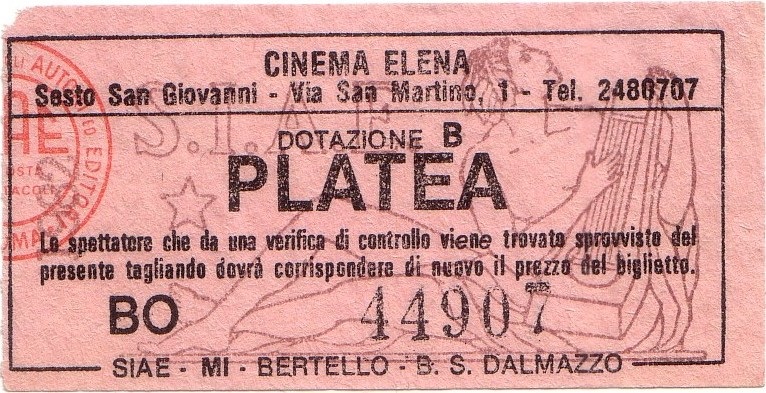 CINEMA ELENA
Sesto San Giovanni - Via San Martino, 1 - Tel. 2480707
S.I.A.E
DOTAZIONE B
PLATEA
Lo spettatore che da una verifica di controllo viene trovato sprovvisto del
presente tagliando dovrà corrispondere di nuovo il prezzo del biglietto.
BO 44907
SIAE - MI - BERTELLO - B. S. DALMAZZO